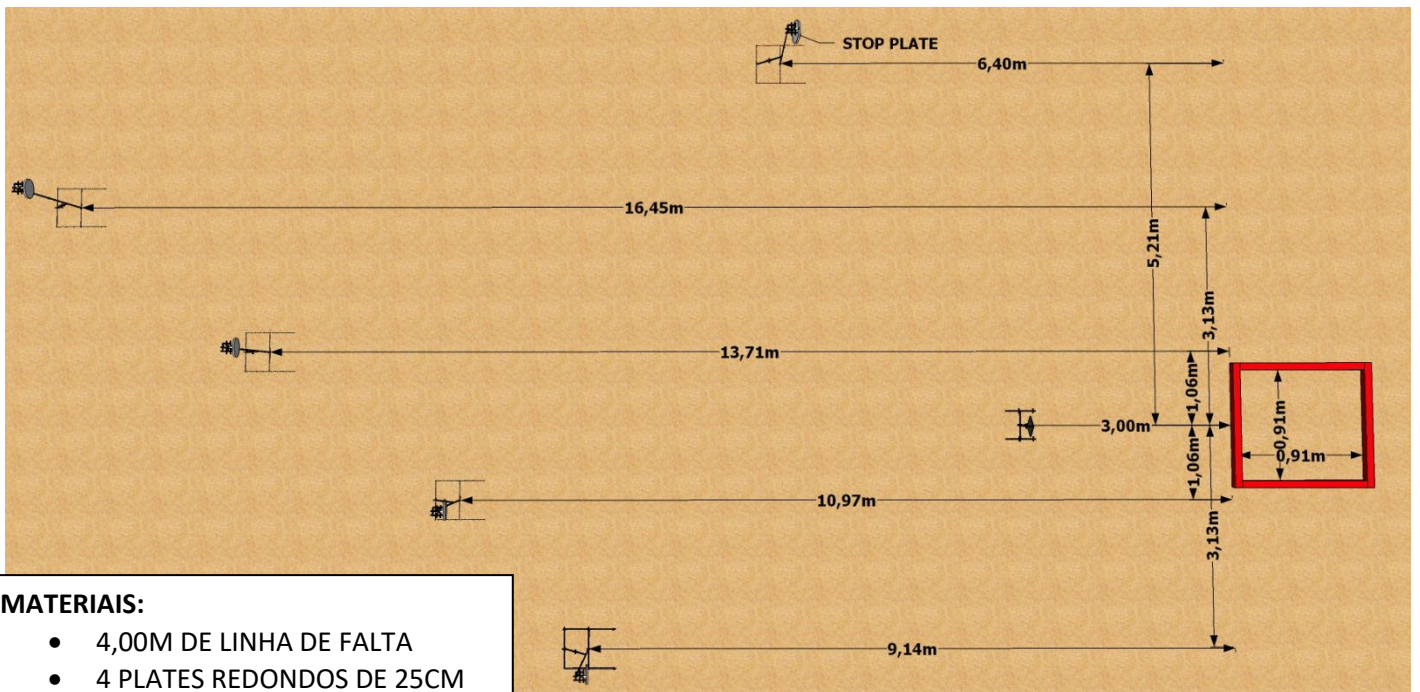 STOP PLATE
6,40m
5,21m
16,45m
3,13m
13,71m
1,06m
3,00m
0,91m
0,91m
1,06m
10,97m
3,13m
9,14m
MATERIAIS:
• 4,00M DE LINHA DE FALTA
• 4 PLATES REDONDOS DE 25CM